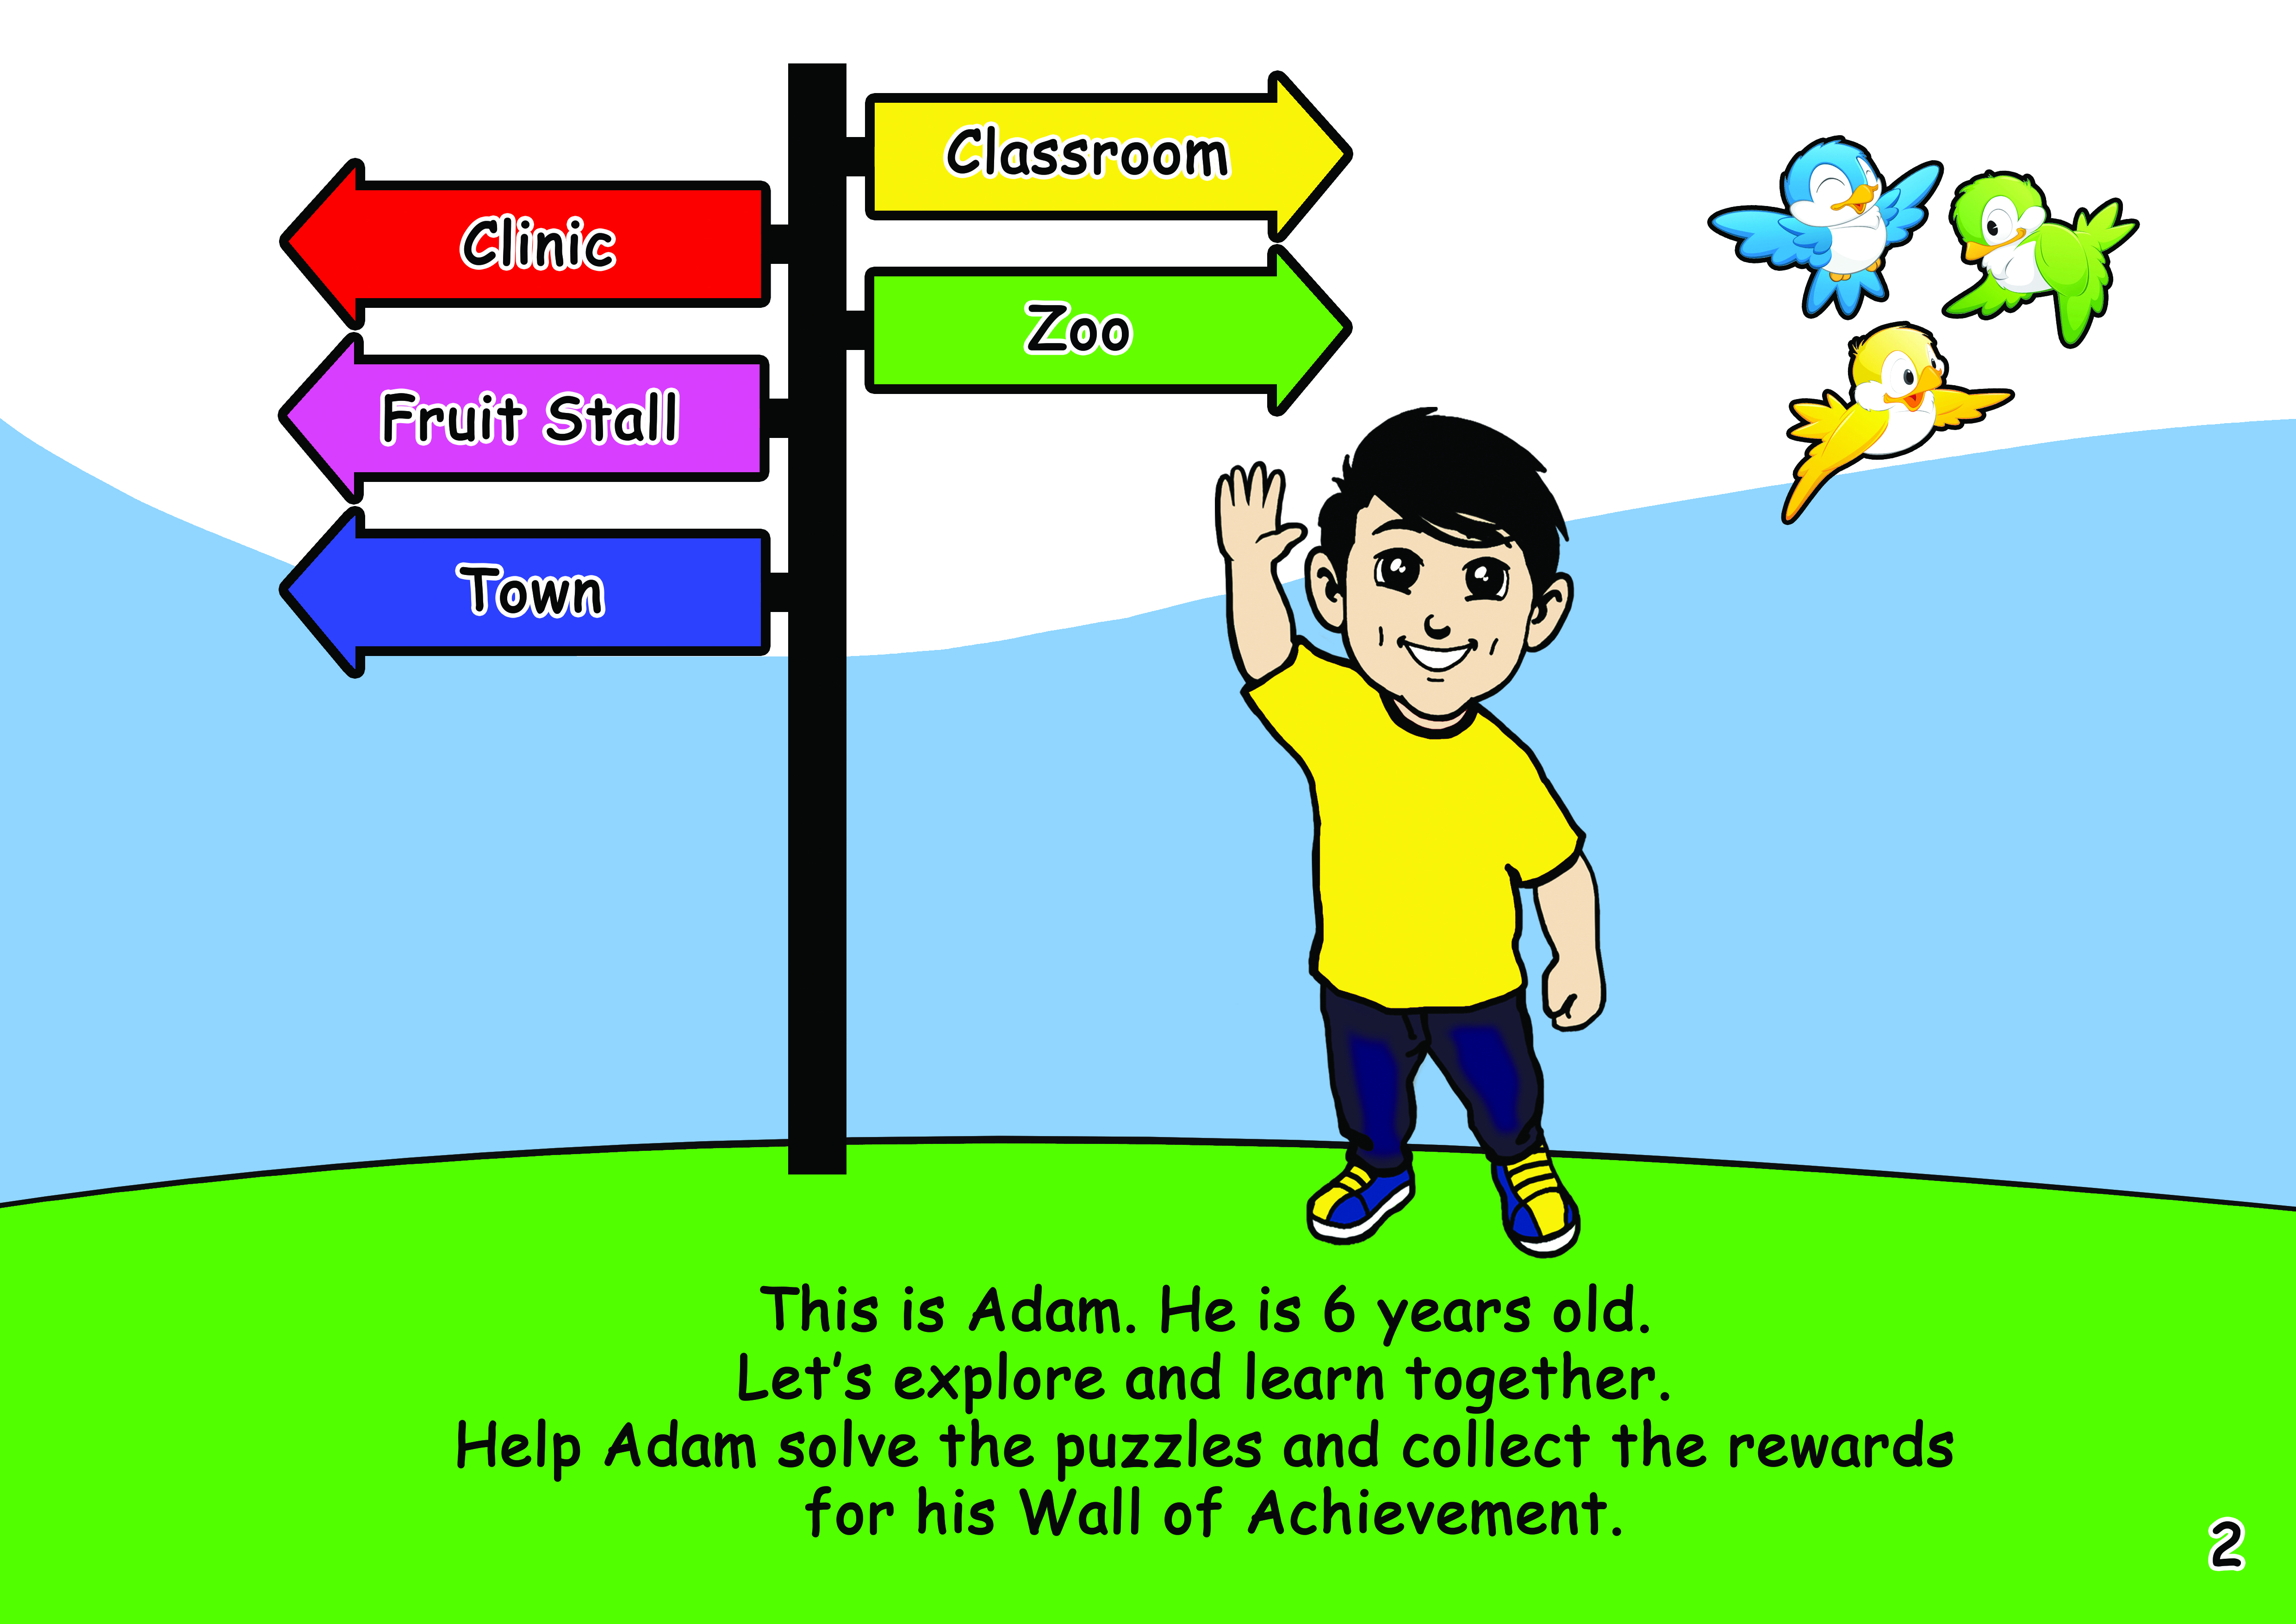 Classroom
Clinic
Zoo
Fruit Stall
Town
This is Adam. He is 6 years old.
Let's explore and learn together.
Help Adam solve the puzzles and collect the rewards
for his Wall of Achievement.
2